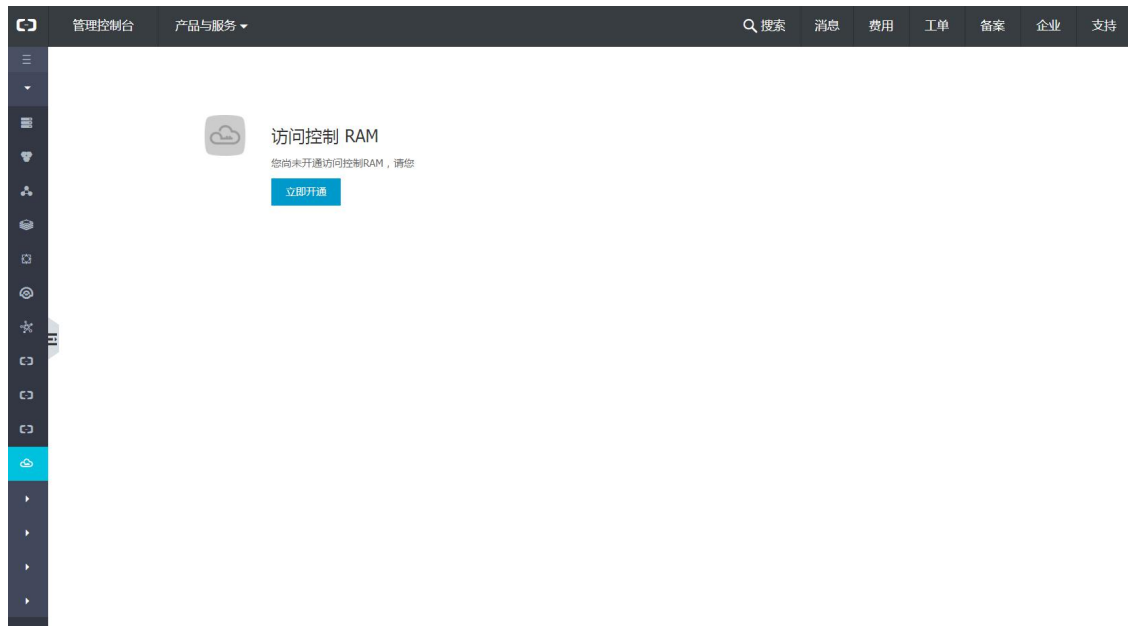 管理控制台 产品与服务 搜索 消息 费用 工单 备案 企业 支持
访问控制 RAM
您尚未开通访问控制RAM，请您
立即开通